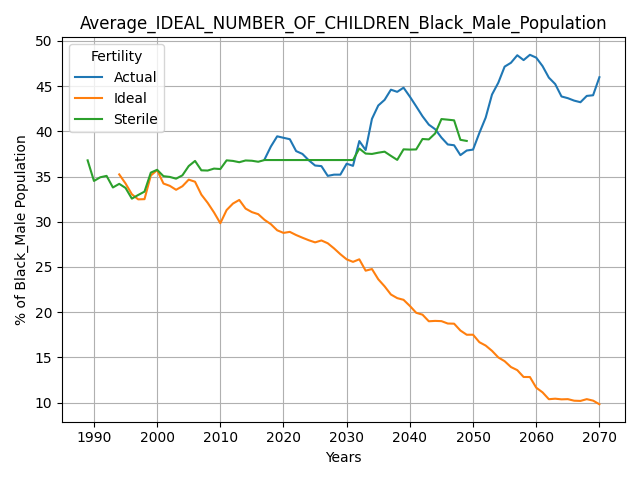 Average_IDEAL_NUMBER_OF_CHILDREN_Black_Male_Population
Fertility
Actual
Ideal
Sterile
% of Black_Male Population
50
45
40
35
30
25
20
15
10
1990 2000 2010 2020 2030 2040 2050 2060 2070
Years